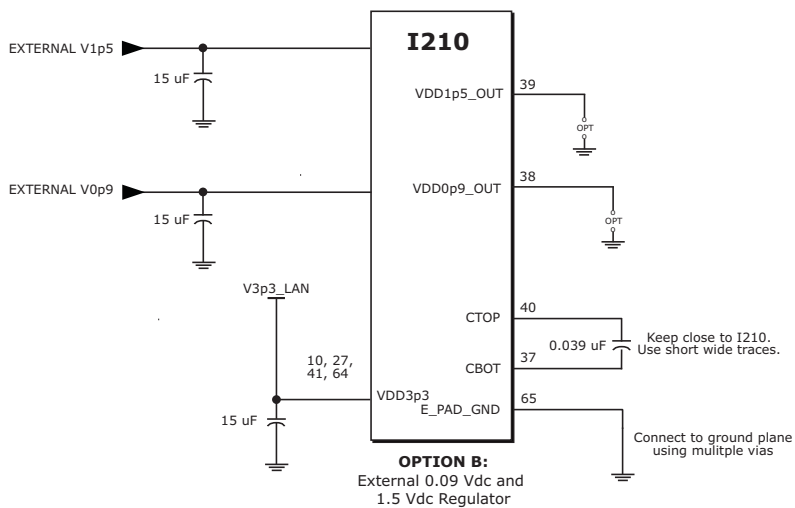 I210
EXTERNAL V1p5
15 uF
VDD1p5_OUT
39
OPT
EXTERNAL V0p9
15 uF
VDD0p9_OUT
38
OPT
V3p3_LAN
CTOP
40
0.039 uF
Keep close to I210.
Use short wide traces.
CBOT
37
10, 27,
41, 64
VDD3p3
15 uF
E_PAD_GND
65
Connect to ground plane
using mulitple vias
OPTION B:
External 0.09 Vdc and
1.5 Vdc Regulator